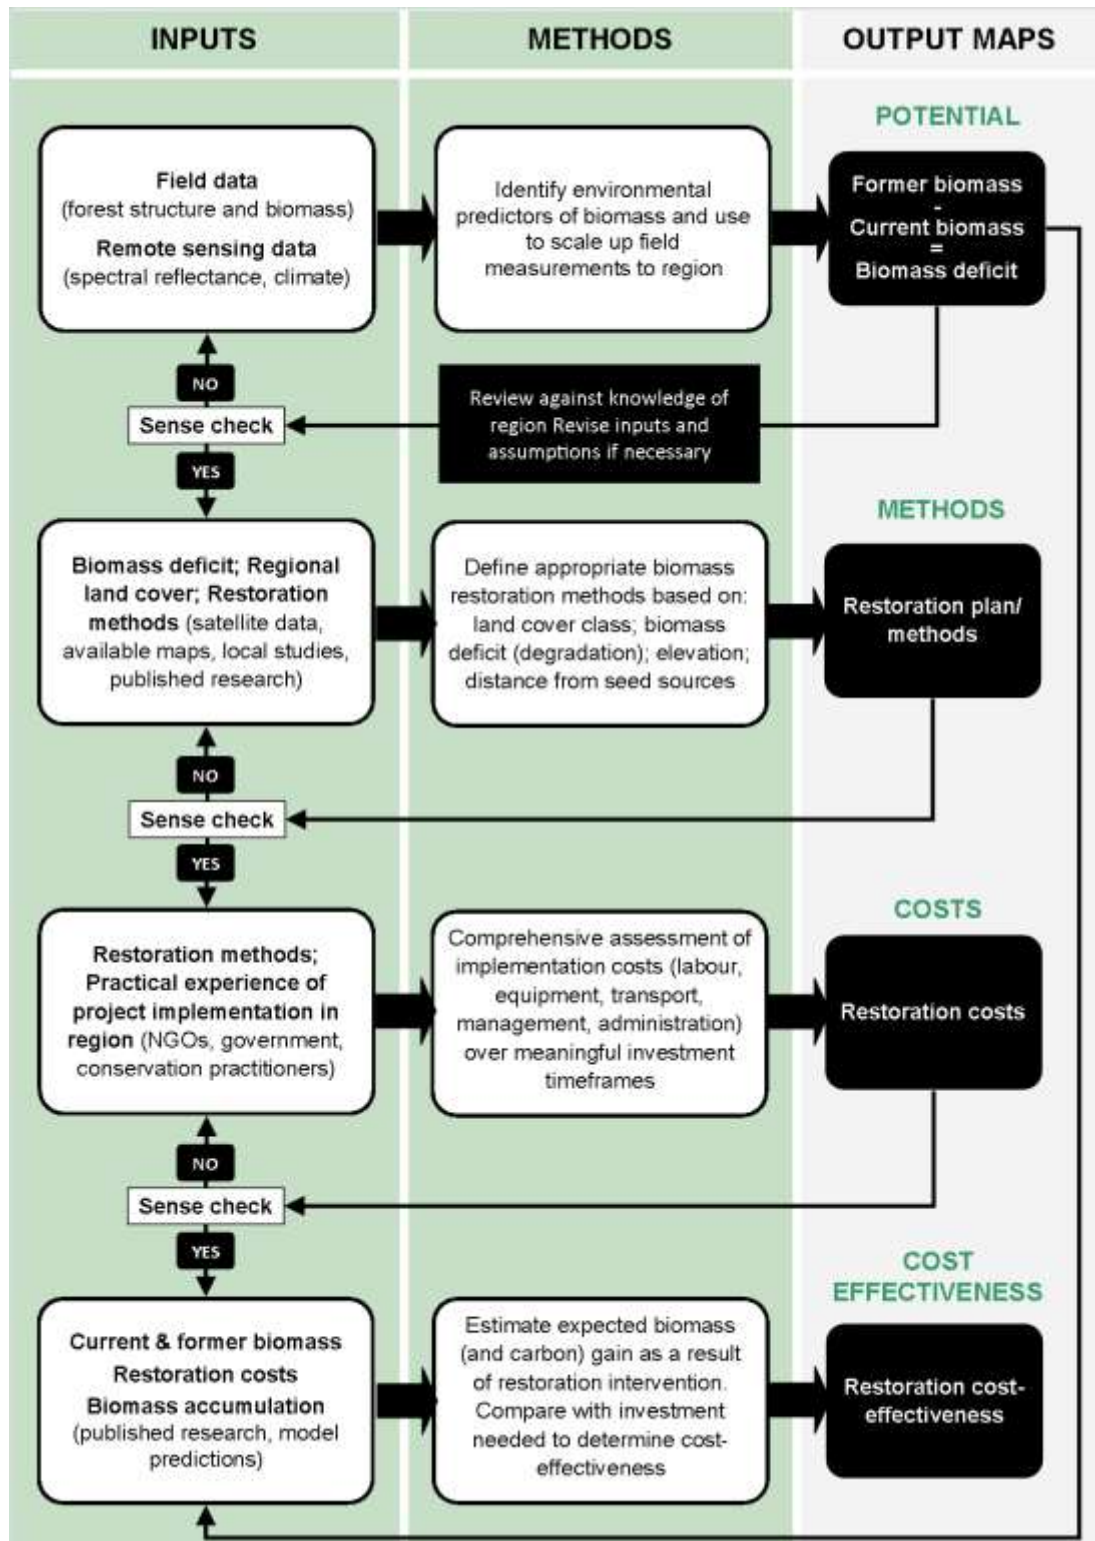 INPUTS
METHODS
OUTPUT MAPS
POTENTIAL
Field data
(forest structure and biomass)
Remote sensing data
(spectral reflectance, climate)
Identify environmental
predictors of biomass and use
to scale up field
measurements to region
Former biomass
-
Current biomass
=
Biomass deficit
NO
Sense check
YES
Review against knowledge of
region Revise inputs and
assumptions if necessary
METHODS
Biomass deficit; Regional
land cover; Restoration
methods (satellite data,
available maps, local studies,
published research)
Define appropriate biomass
restoration methods based on:
land cover class; biomass
deficit (degradation); elevation;
distance from seed sources
Restoration plan/
methods
NO
Sense check
YES
COSTS
Restoration methods;
Practical experience of
project implementation in
region (NGOs, government,
conservation practitioners)
Comprehensive assessment of
implementation costs (labour,
equipment, transport,
management, administration)
over meaningful investment
timeframes
Restoration costs
NO
Sense check
YES
COST
EFFECTIVENESS
Current & former biomass
Restoration costs
Biomass accumulation
(published research, model
predictions)
Estimate expected biomass
(and carbon) gain as a result
of restoration intervention.
Compare with investment
needed to determine cost-
effectiveness
Restoration cost-
effectiveness